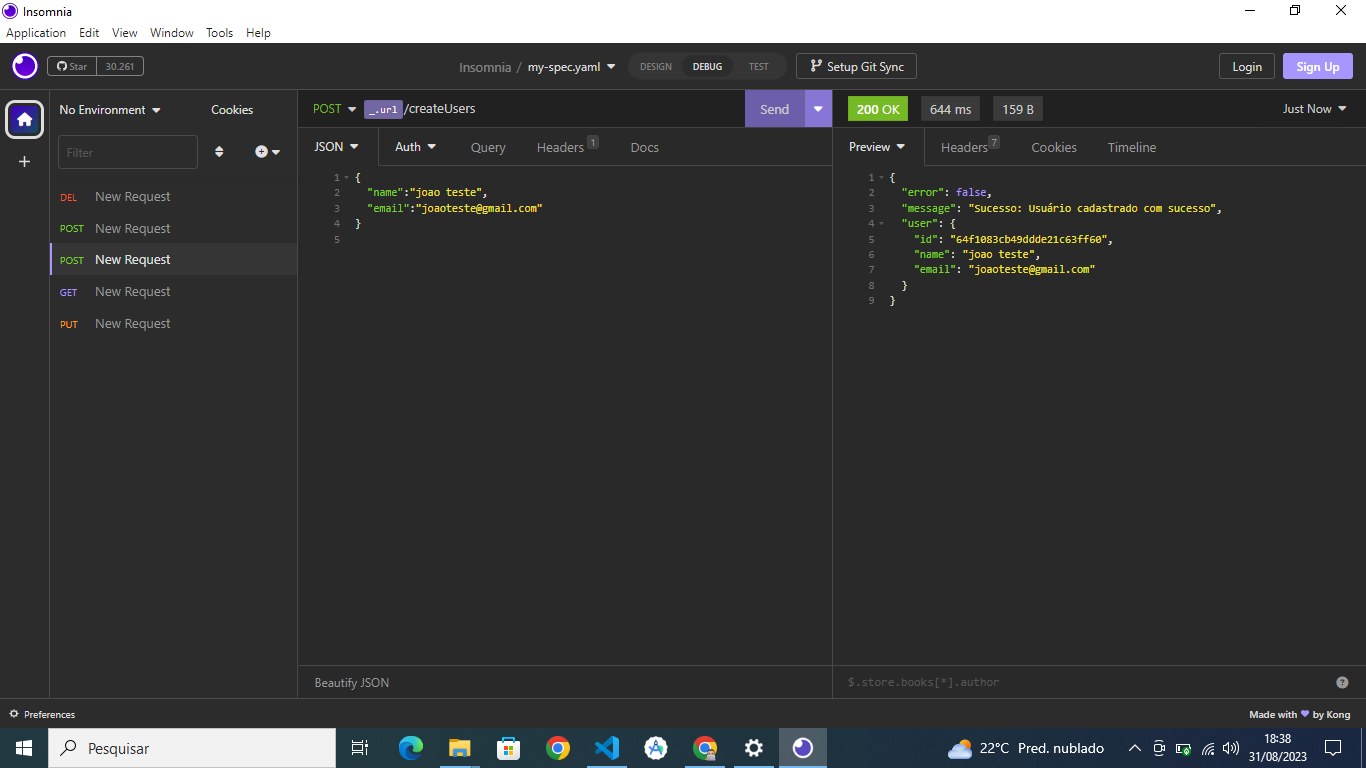 Insomnia
Application Edit View Window Tools Help
Star 30.261
Insomnia / my-spec.yaml
DESIGN DEBUG TEST
Setup Git Sync
Login
Sign Up
No Environment
Cookies
Filter
DEL New Request
POST New Request
POST New Request
GET New Request
PUT New Request
POST _.url /createUsers
Send
JSON Auth Query Headers 1 Docs
1 {
2 "name":"joao teste",
3 "email":"joaoteste@gmail.com"
4 }
5
Beautify JSON
200 OK 644 ms 159 B Just Now
Preview Headers 7 Cookies Timeline
1 {
2 "error": false,
3 "message": "Sucesso: Usuário cadastrado com sucesso",
4 "user": {
5 "id": "64f1083cb49ddde21c63ff60",
6 "name": "joao teste",
7 "email": "joaoteste@gmail.com"
8 }
9 }
$.store.books[*].author
Preferences
Made with 💜 by Kong
Pesquisar
22°C Pred. nublado
18:38
31/08/2023